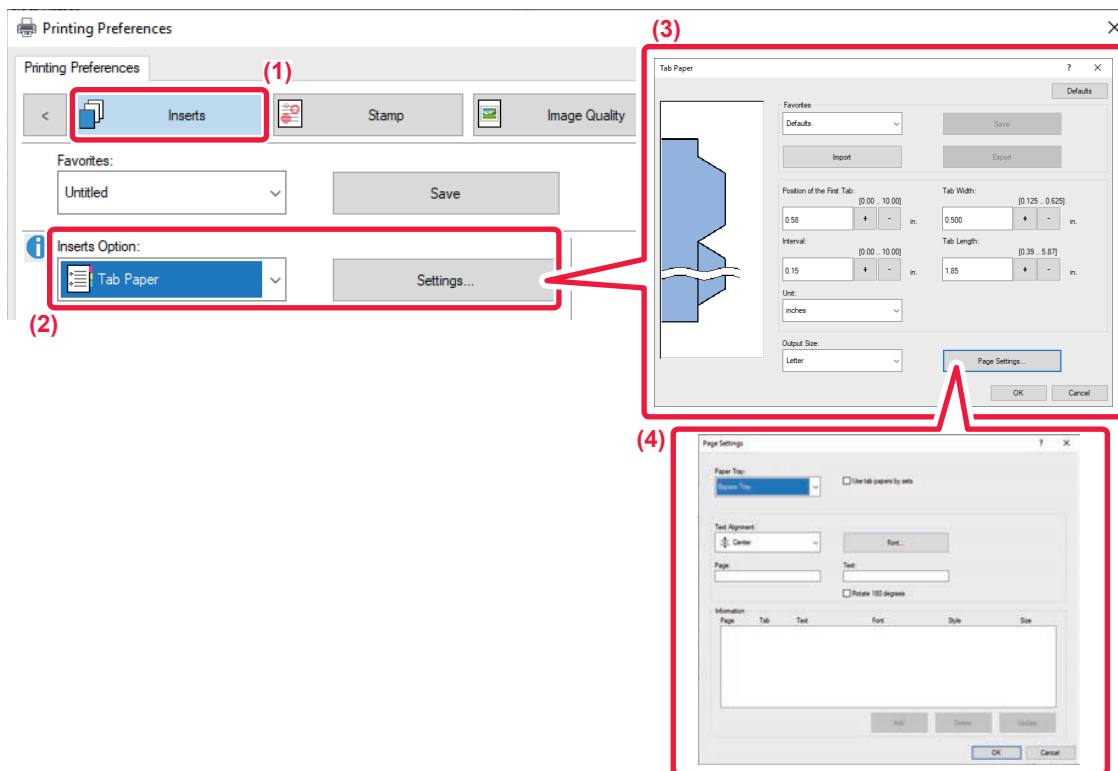 Printing Preferences
Printing Preferences
(1)
< Inserts Stamp Image Quality
Favorites:
Untitled Save
Inserts Option:
Tab Paper Settings...
(2)
(3)
Tab Paper ? ×
Defaults
Favorites
Defaults Save
Import Export
Position of the First Tab: Tab Width:
[0.00 .. 10.00] [0.125 .. 0.625]
0.58 + - in. 0.500 + - in.
Interval: Tab Length:
[0.00 .. 10.00] [0.39 .. 5.87]
0.15 + - in. 1.85 + - in.
Unit:
inches
Output Size:
Letter Page Settings...
OK Cancel
(4)
Page Settings ? ×
Paper Tray:
Bypass Tray Use tab papers by sets
Text Alignment:
Center Font...
Page: Text:
Rotate 180 degrees
Information
Page Tab Text Font Style Size
Add Delete Update
OK Cancel